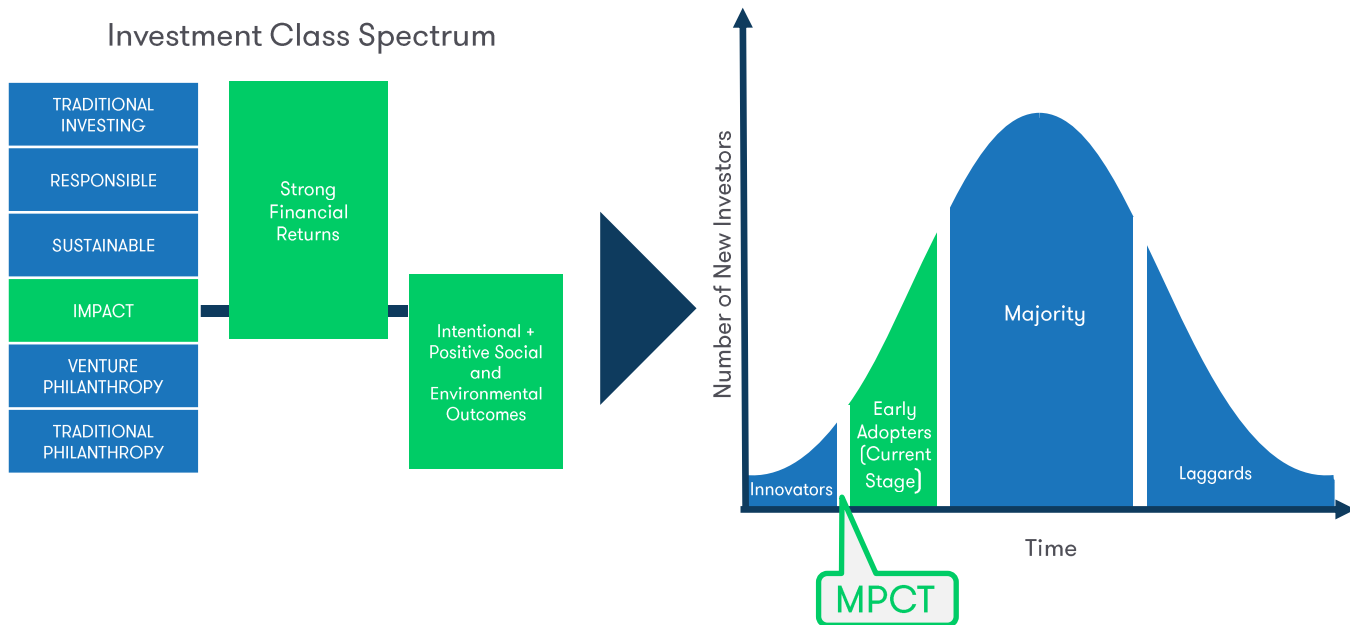 Investment Class Spectrum
TRADITIONAL
INVESTING
RESPONSIBLE
SUSTAINABLE
IMPACT
VENTURE
PHILANTHROPY
TRADITIONAL
PHILANTHROPY
Strong
Financial
Returns
Intentional +
Positive Social
and
Environmental
Outcomes
Number of New Investors
Innovators
Early
Adopters
(Current
Stage)
Majority
Laggards
Time
MPCT